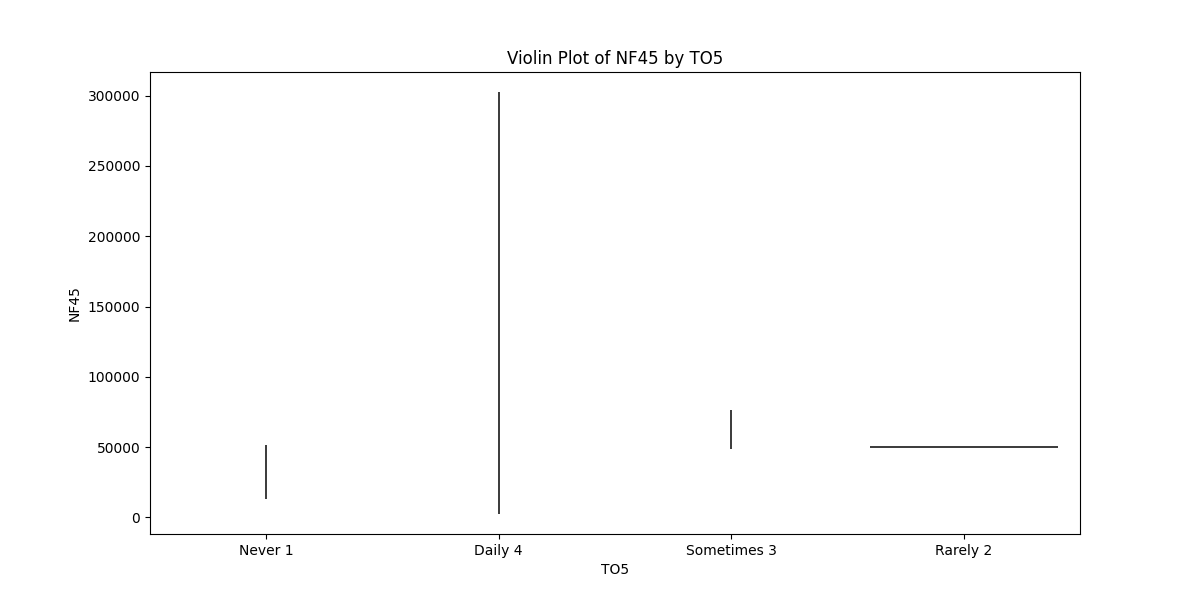 Violin Plot of NF45 by TO5
NF45
300000
250000
200000
150000
100000
50000
0
Never 1
Daily 4
Sometimes 3
Rarely 2
TO5